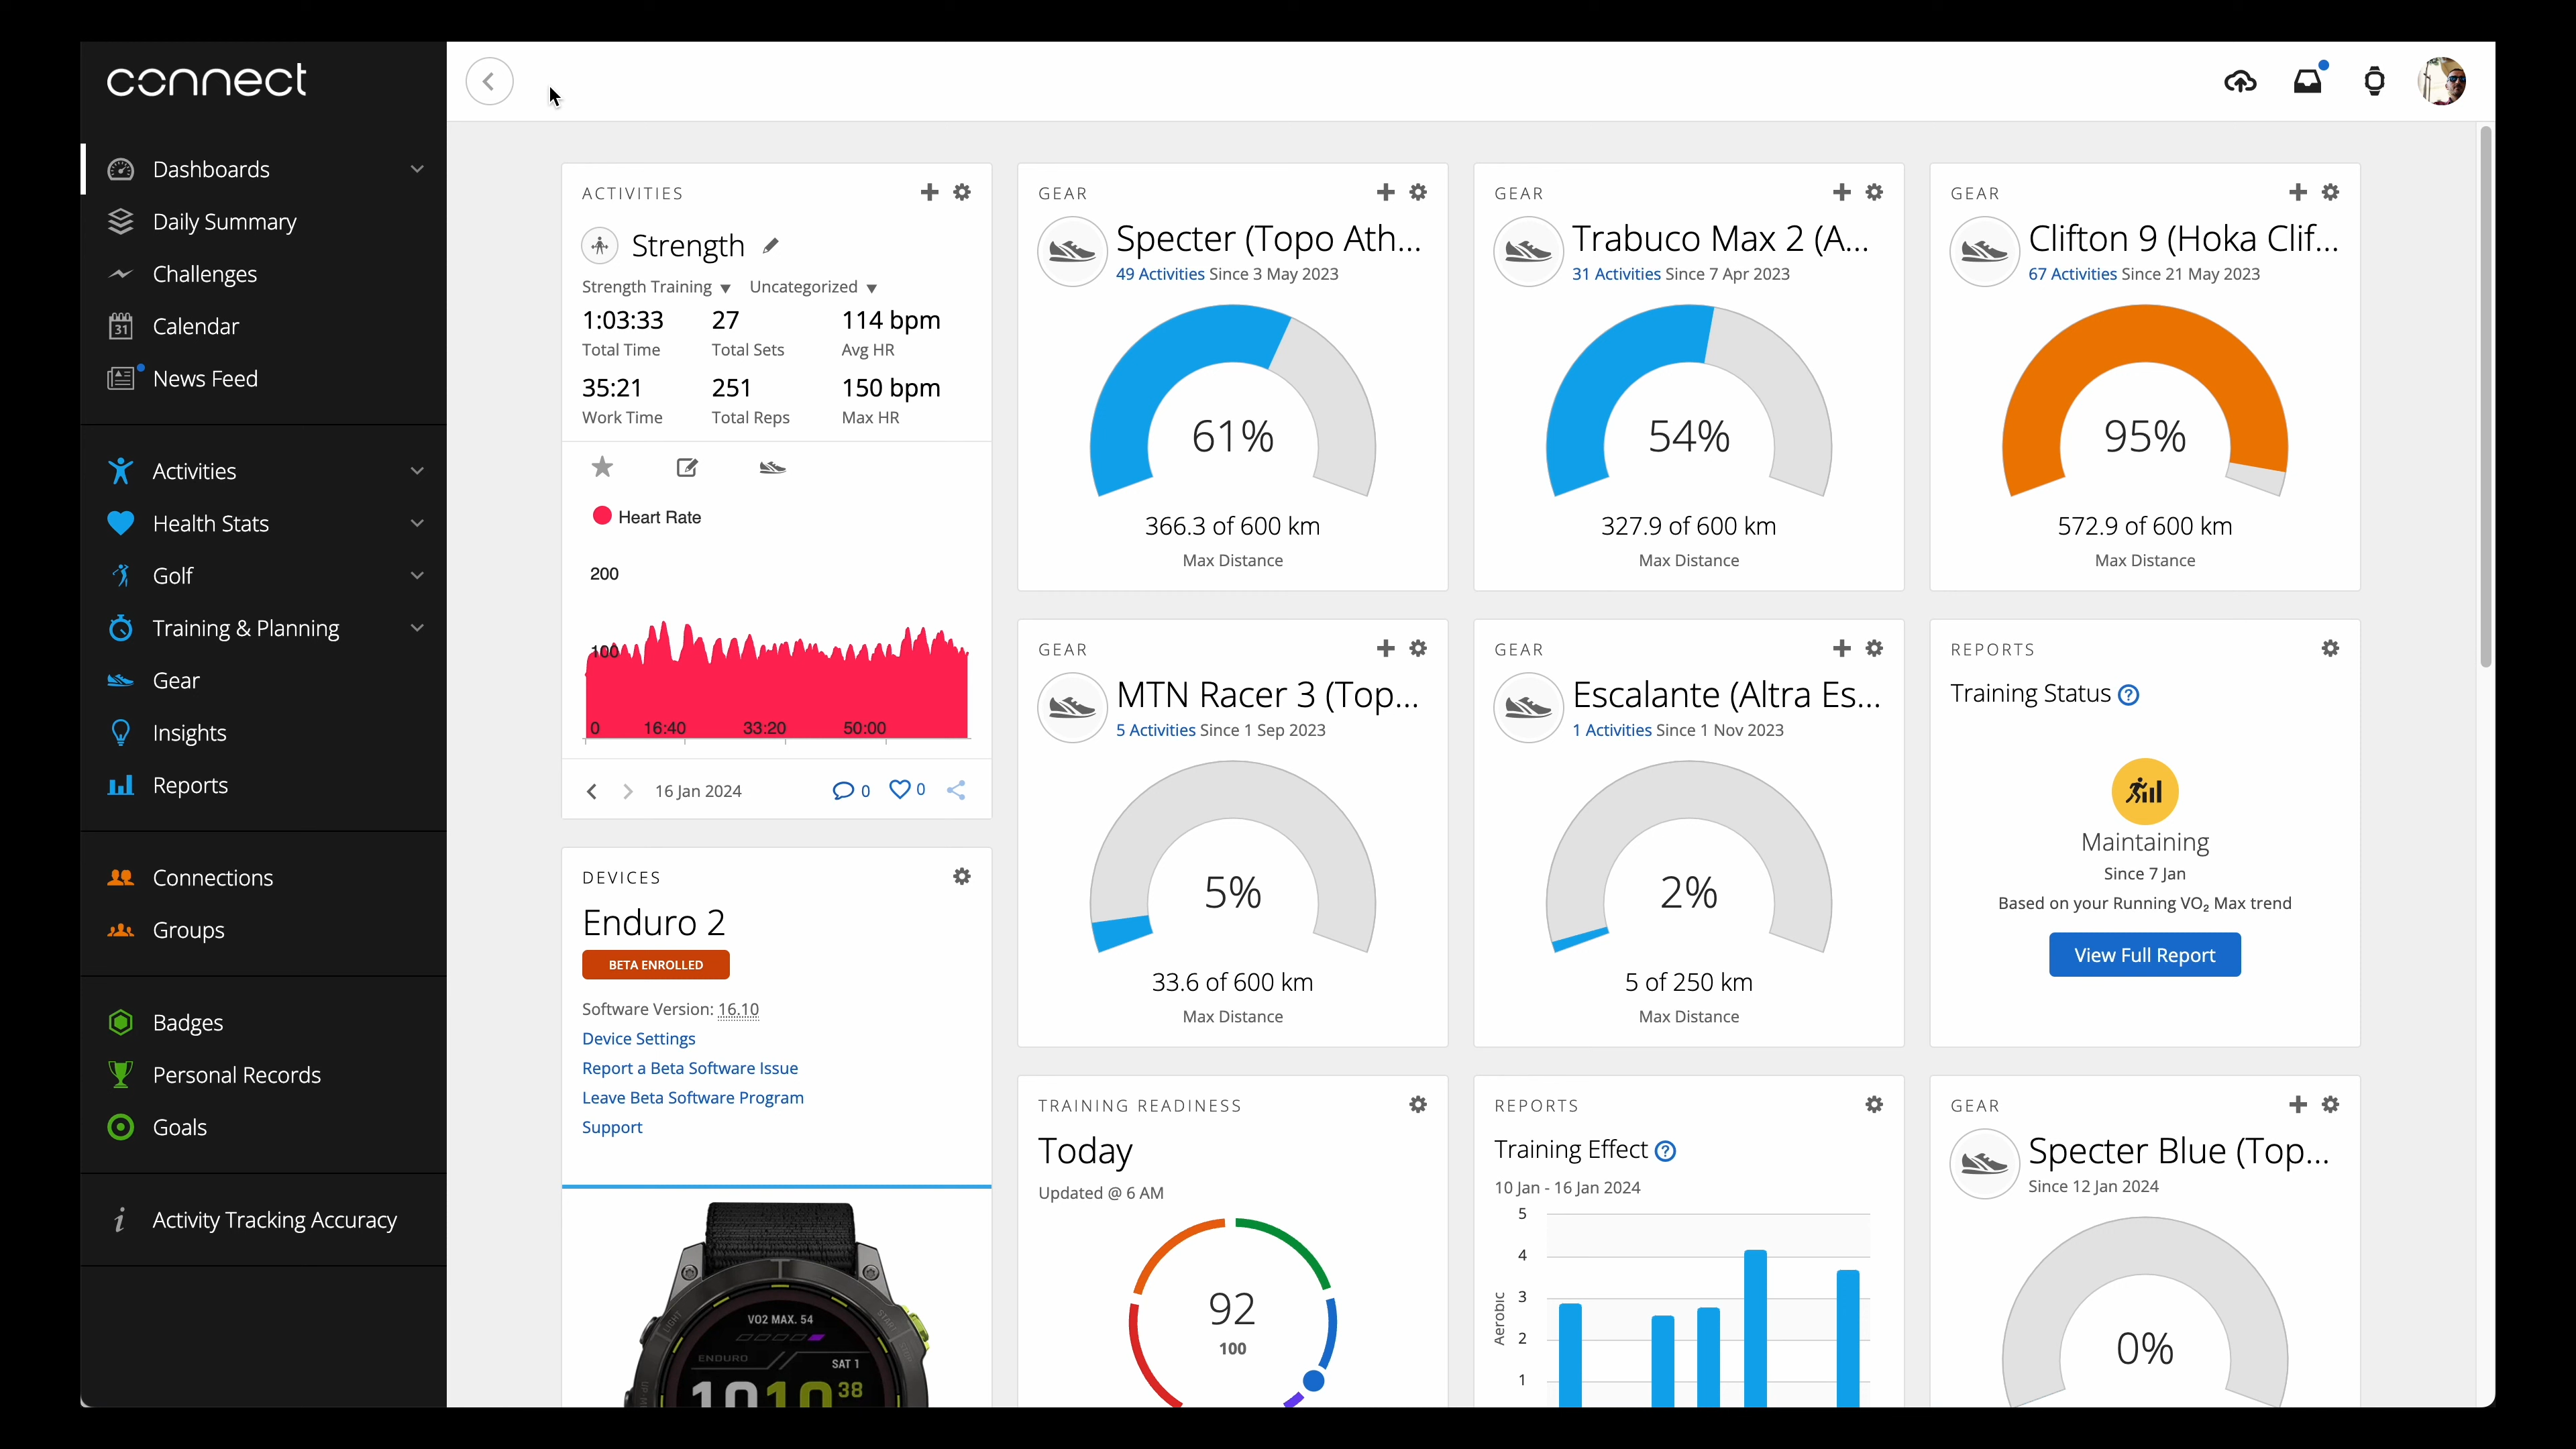 connect
Dashboards
Daily Summary
Challenges
31
Calendar
News Feed
Activities
Health Stats
Golf
Training & Planning
Gear
Insights
Reports
Connections
Groups
Badges
Personal Records
Goals
Activity Tracking Accuracy
ACTIVITIES
Strength
Strength Training Uncategorized
1:03:33 27 114 bpm
Total Time Total Sets Avg HR
35:21 251 150 bpm
Work Time Total Reps Max HR
Heart Rate
200
100
0 16:40 33:20 50:00
16 Jan 2024 0 0
DEVICES
Enduro 2
BETA ENROLLED
Software Version: 16.10
Device Settings
Report a Beta Software Issue
Leave Beta Software Program
Support
LIGHT
START
VO2 MAX. 54
ENDURO SAT 1
10 10 38
GEAR
Specter (Topo Ath...
49 Activities Since 3 May 2023
61%
366.3 of 600 km
Max Distance
GEAR
Trabuco Max 2 (A...
31 Activities Since 7 Apr 2023
54%
327.9 of 600 km
Max Distance
GEAR
Clifton 9 (Hoka Clif...
67 Activities Since 21 May 2023
95%
572.9 of 600 km
Max Distance
GEAR
MTN Racer 3 (Top...
5 Activities Since 1 Sep 2023
5%
33.6 of 600 km
Max Distance
GEAR
Escalante (Altra Es...
1 Activities Since 1 Nov 2023
2%
5 of 250 km
Max Distance
REPORTS
Training Status ?
Maintaining
Since 7 Jan
Based on your Running VO₂ Max trend
View Full Report
TRAINING READINESS
Today
Updated @ 6 AM
92
100
REPORTS
Training Effect ?
10 Jan - 16 Jan 2024
5
4
3
2
1
Aerobic
GEAR
Specter Blue (Top...
Since 12 Jan 2024
0%